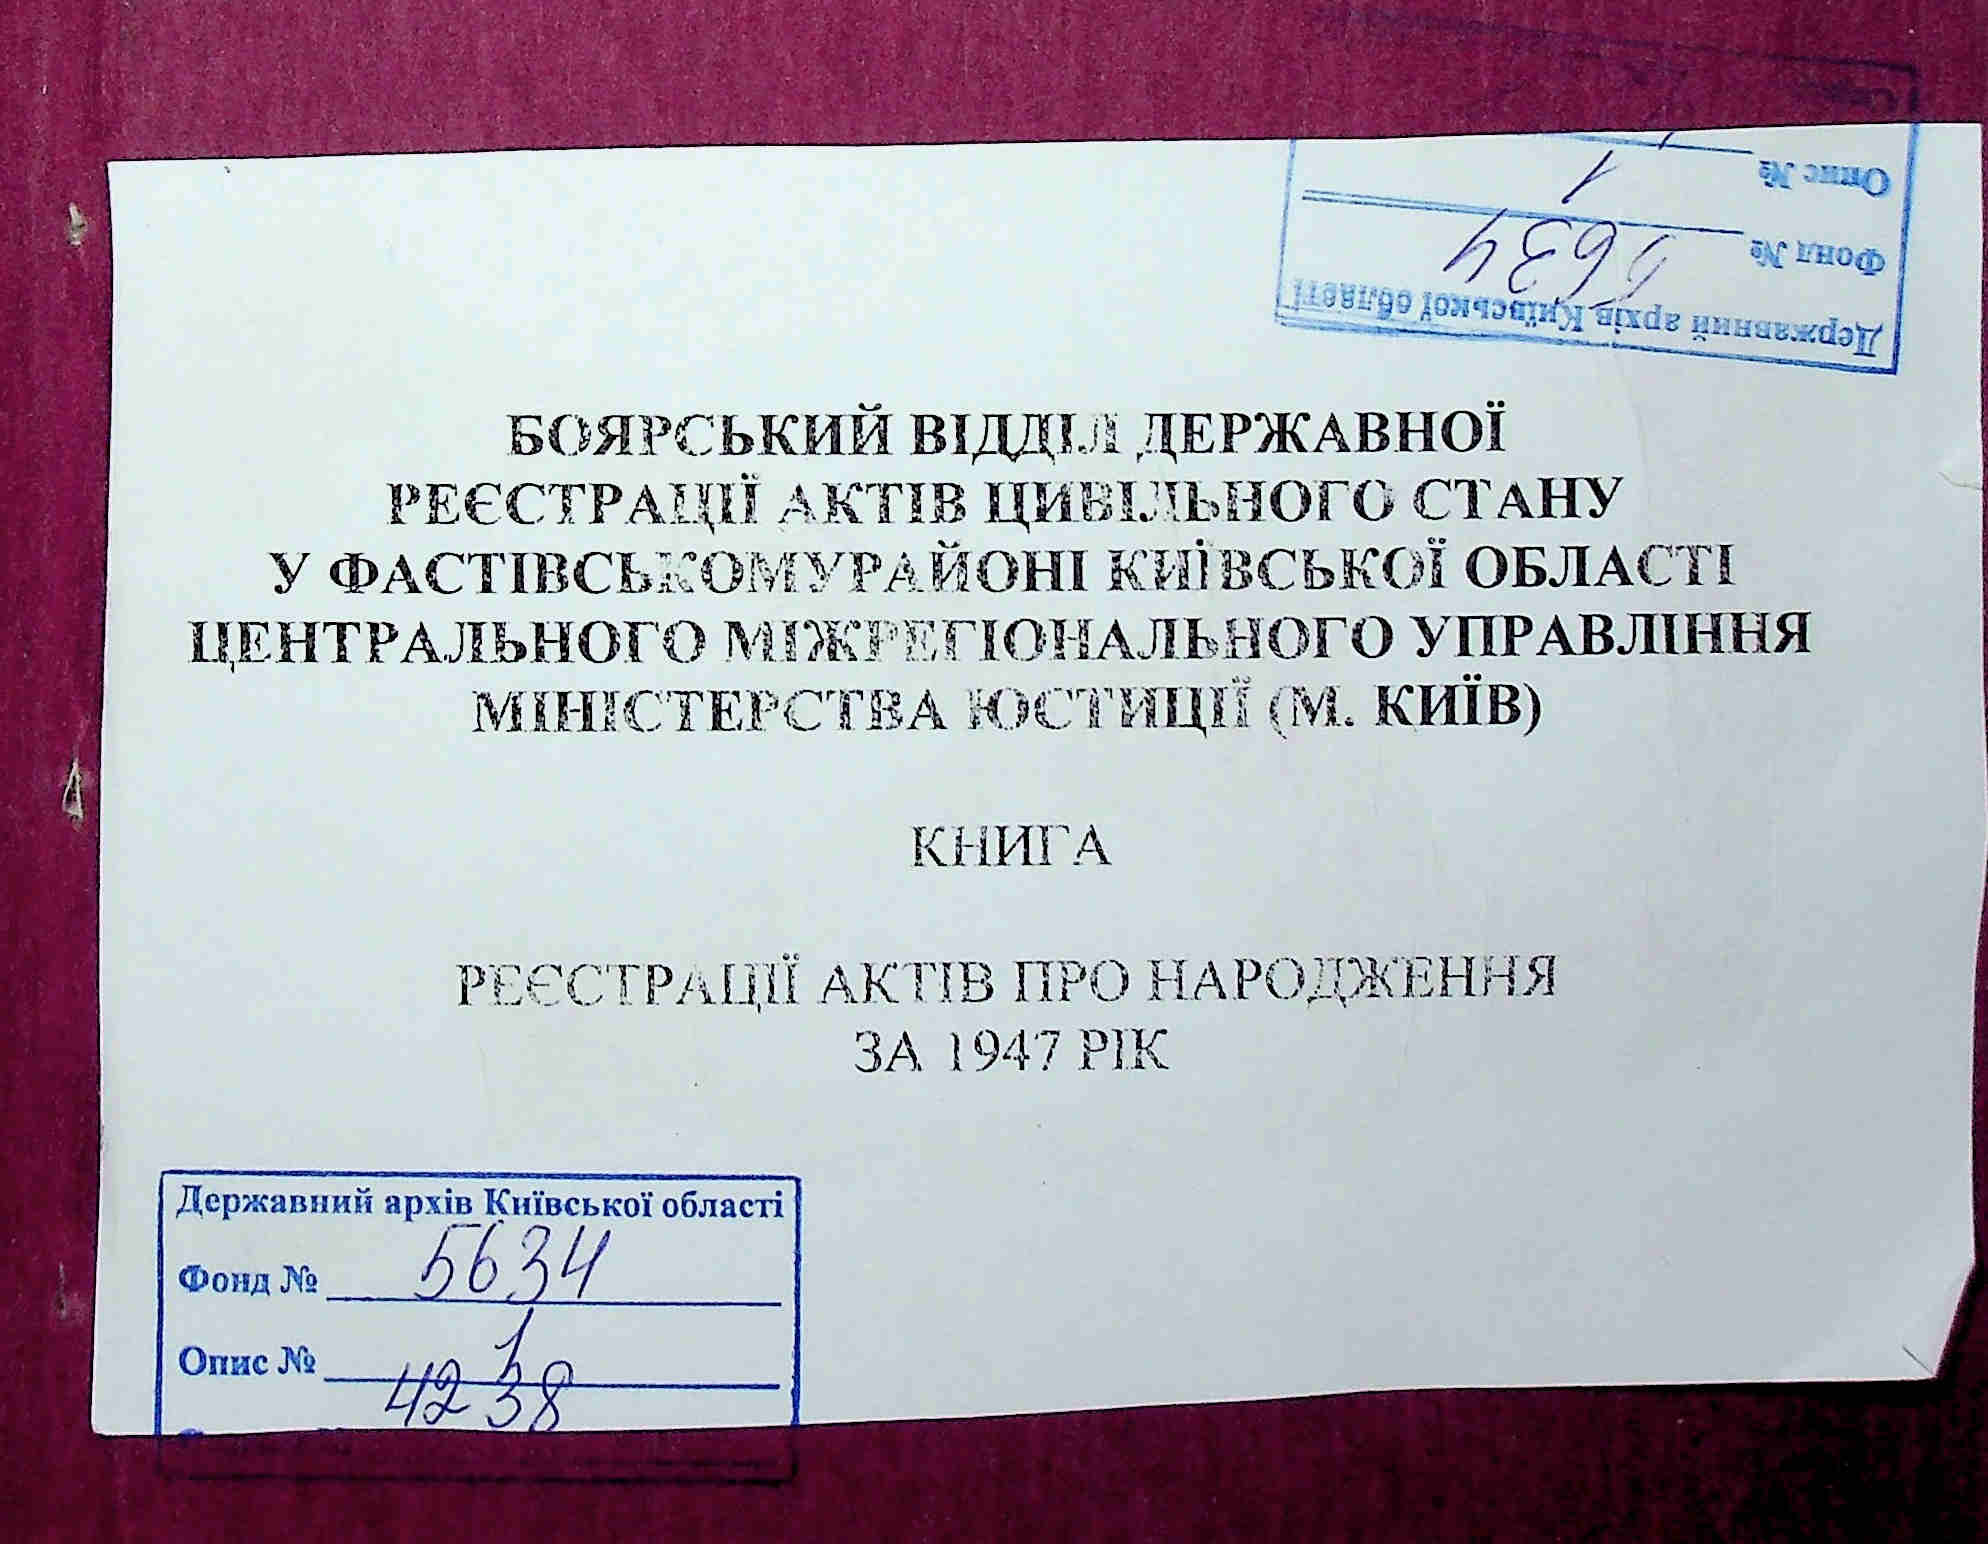 Опис № 1
Фонд № 5634
Державний архів Київської області
БОЯРСЬКИЙ ВІДДІЛ ДЕРЖАВНОЇ
РЕЄСТРАЦІЇ АКТІВ ЦИВІЛЬНОГО СТАНУ
У ФАСТІВСЬКОМУРАЙОНІ КИЇВСЬКОЇ ОБЛАСТІ
ЦЕНТРАЛЬНОГО МІЖРЕГІОНАЛЬНОГО УПРАВЛІННЯ
МІНІСТЕРСТВА ЮСТИЦІЇ (М. КИЇВ)
КНИГА
РЕЄСТРАЦІЇ АКТІВ ПРО НАРОДЖЕННЯ
ЗА 1947 РІК
Державний архів Київської області
Фонд № 5634
Опис № 1
4238